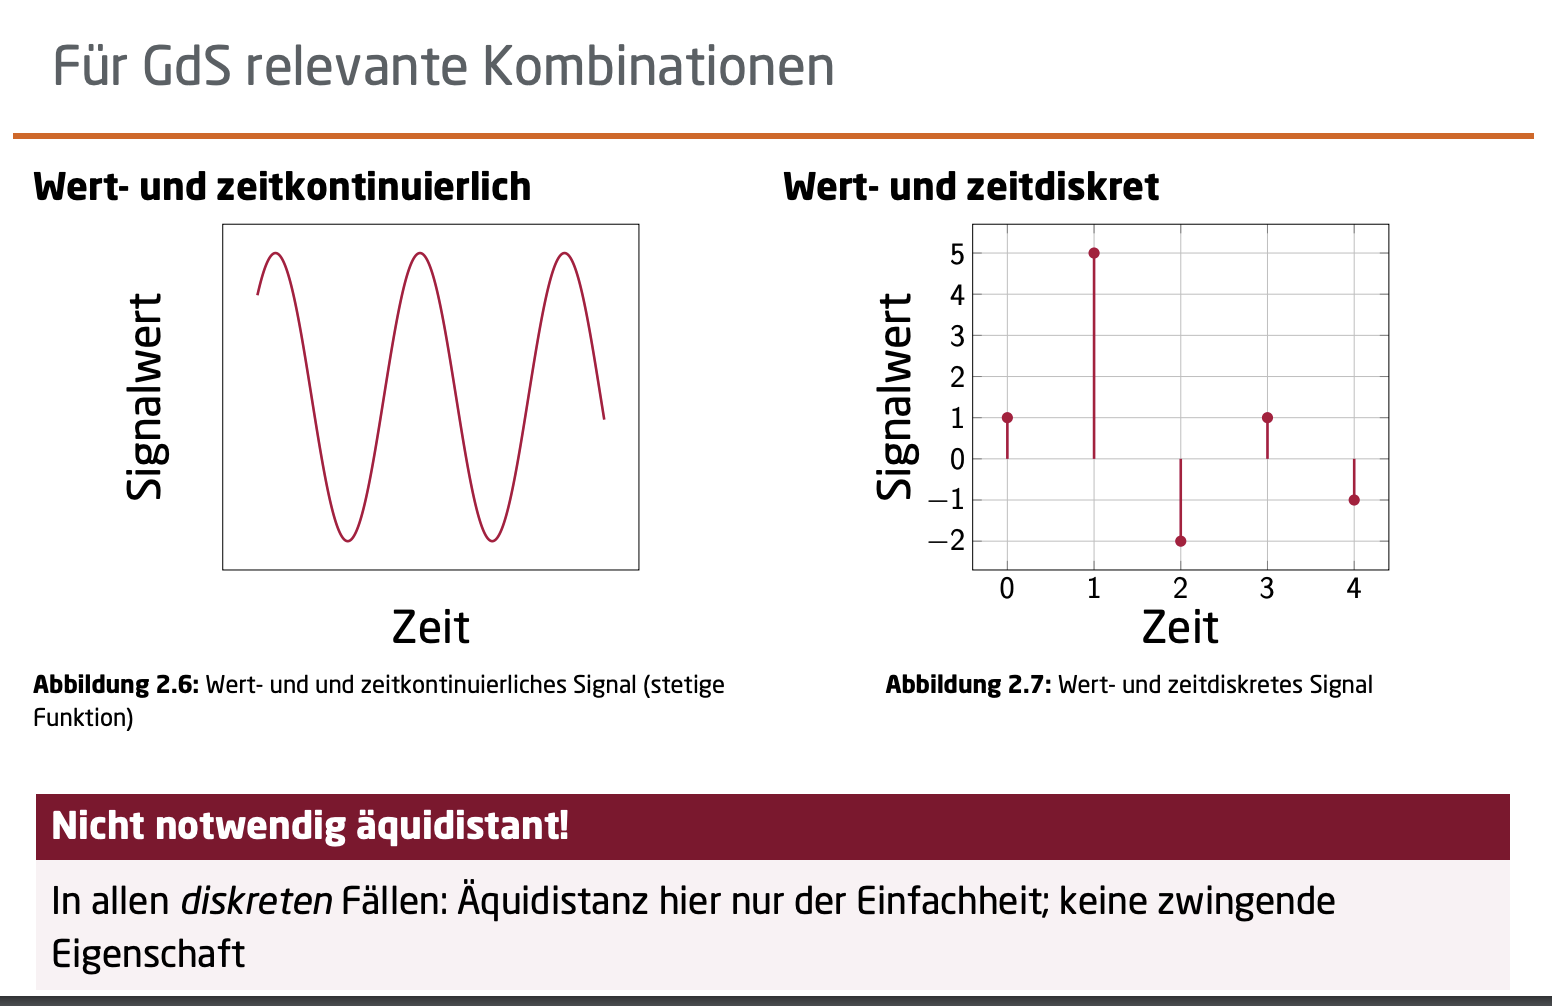 Für GdS relevante Kombinationen
Wert- und zeitkontinuierlich
Signalwert
Zeit
Abbildung 2.6: Wert- und und zeitkontinuierliches Signal (stetige
Funktion)
Wert- und zeitdiskret
Signalwert
5
4
3
2
1
0
−1
−2
0 1 2 3 4
Zeit
Abbildung 2.7: Wert- und zeitdiskretes Signal
Nicht notwendig äquidistant!
In allen diskreten Fällen: Äquidistanz hier nur der Einfachheit; keine zwingende
Eigenschaft